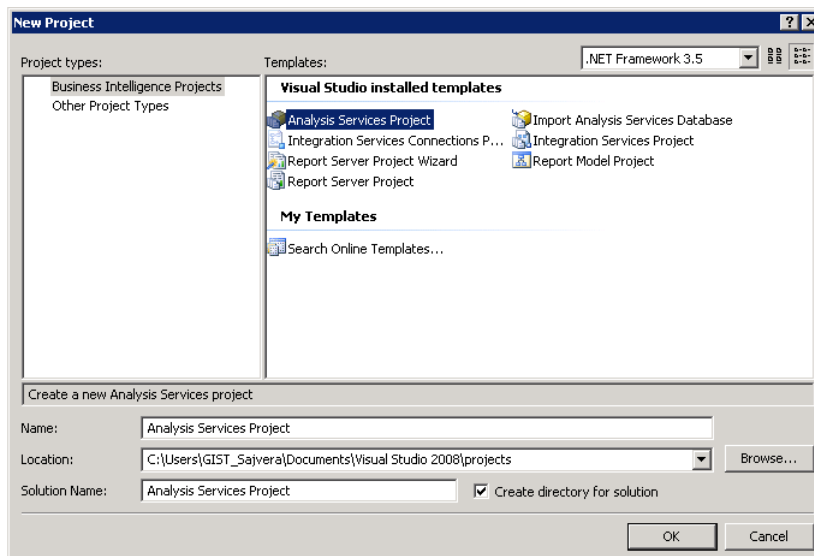 New Project
Project types:
Templates:
.NET Framework 3.5
Business Intelligence Projects
Other Project Types
Visual Studio installed templates
Analysis Services Project
Import Analysis Services Database
Integration Services Connections P...
Integration Services Project
Report Server Project Wizard
Report Model Project
Report Server Project
My Templates
Search Online Templates...
Create a new Analysis Services project
Name:
Analysis Services Project
Location:
C:\Users\GIST_Sajvera\Documents\Visual Studio 2008\projects
Browse...
Solution Name:
Analysis Services Project
Create directory for solution
OK
Cancel